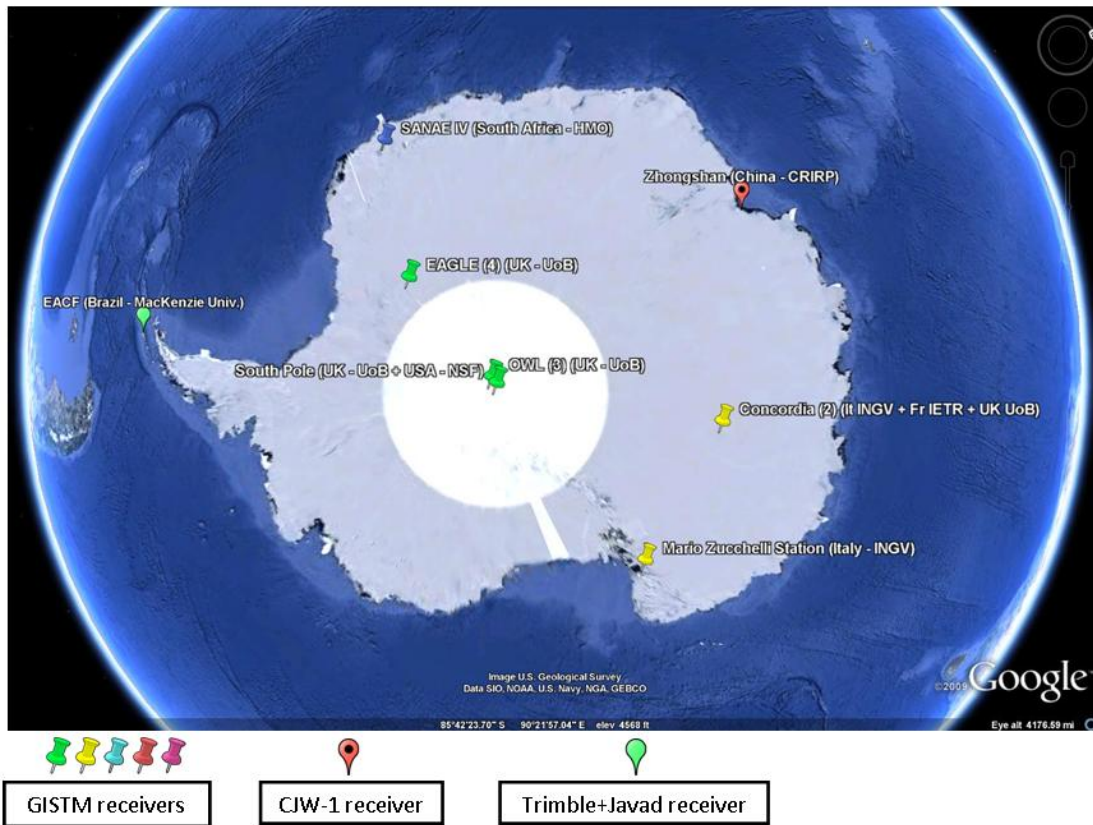 SANAE IV (South Africa - HMO)
Zhongshan (China - CRIRP)
EAGLE (4) (UK - UoB)
EACF (Brazil - MacKenzie Univ.)
South Pole (UK - UoB + USA - NSF)
OWL (3) (UK - UoB)
Concordia (2) (It INGV + Fr IETR + UK UoB)
Mario Zucchelli Station (Italy - INGV)
Image U.S. Geological Survey
Data SIO, NOAA, U.S. Navy, NGA, GEBCO
©2009 Google
85°42'23.70" S 90°21'57.04" E elev 4568 ft
Eye alt 4176.59 mi
GISTM receivers
CJW-1 receiver
Trimble+Javad receiver